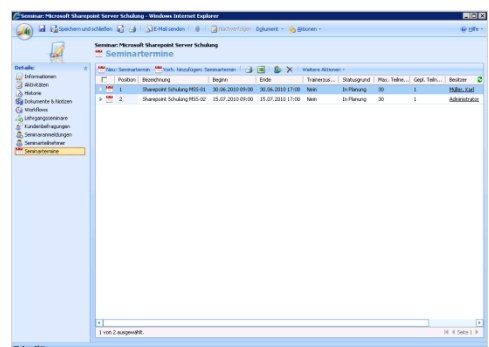 Seminar: Microsoft Sharepoint Server Schulung - Windows Internet Explorer
Speichern und schließen E-Mail senden Nachverfolgen Dokument Aktionen Hilfe
Seminar: Microsoft Sharepoint Server Schulung
Seminartermine
Details:
Informationen
Aktivitäten
Historie
Dokumente & Notizen
Workflows
Lehrgangsseminare
Kundenbefragungen
Seminaranmeldungen
Seminarteilnehmer
Seminartermine
Neu: Seminartermin Vorh. hinzufügen: Seminartermin Weitere Aktionen
Position Bezeichnung Beginn Ende Trainerzus... Statusgrund Max. Teilne... Gepl. Teiln... Besitzer
1 Sharepoint Schulung MSS-01 30.06.2010 09:00 30.06.2010 17:00 Nein In Planung 30 1 Müller, Karl
2 Sharepoint Schulung MSS-02 15.07.2010 09:00 15.07.2010 17:00 Nein In Planung 30 1 Administrator
1 von 2 ausgewählt. Seite 1